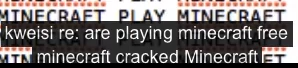 MINECRAFT PLAY MINECRAFT
kweisi re: are playing minecraft free
minecraft cracked Minecraft